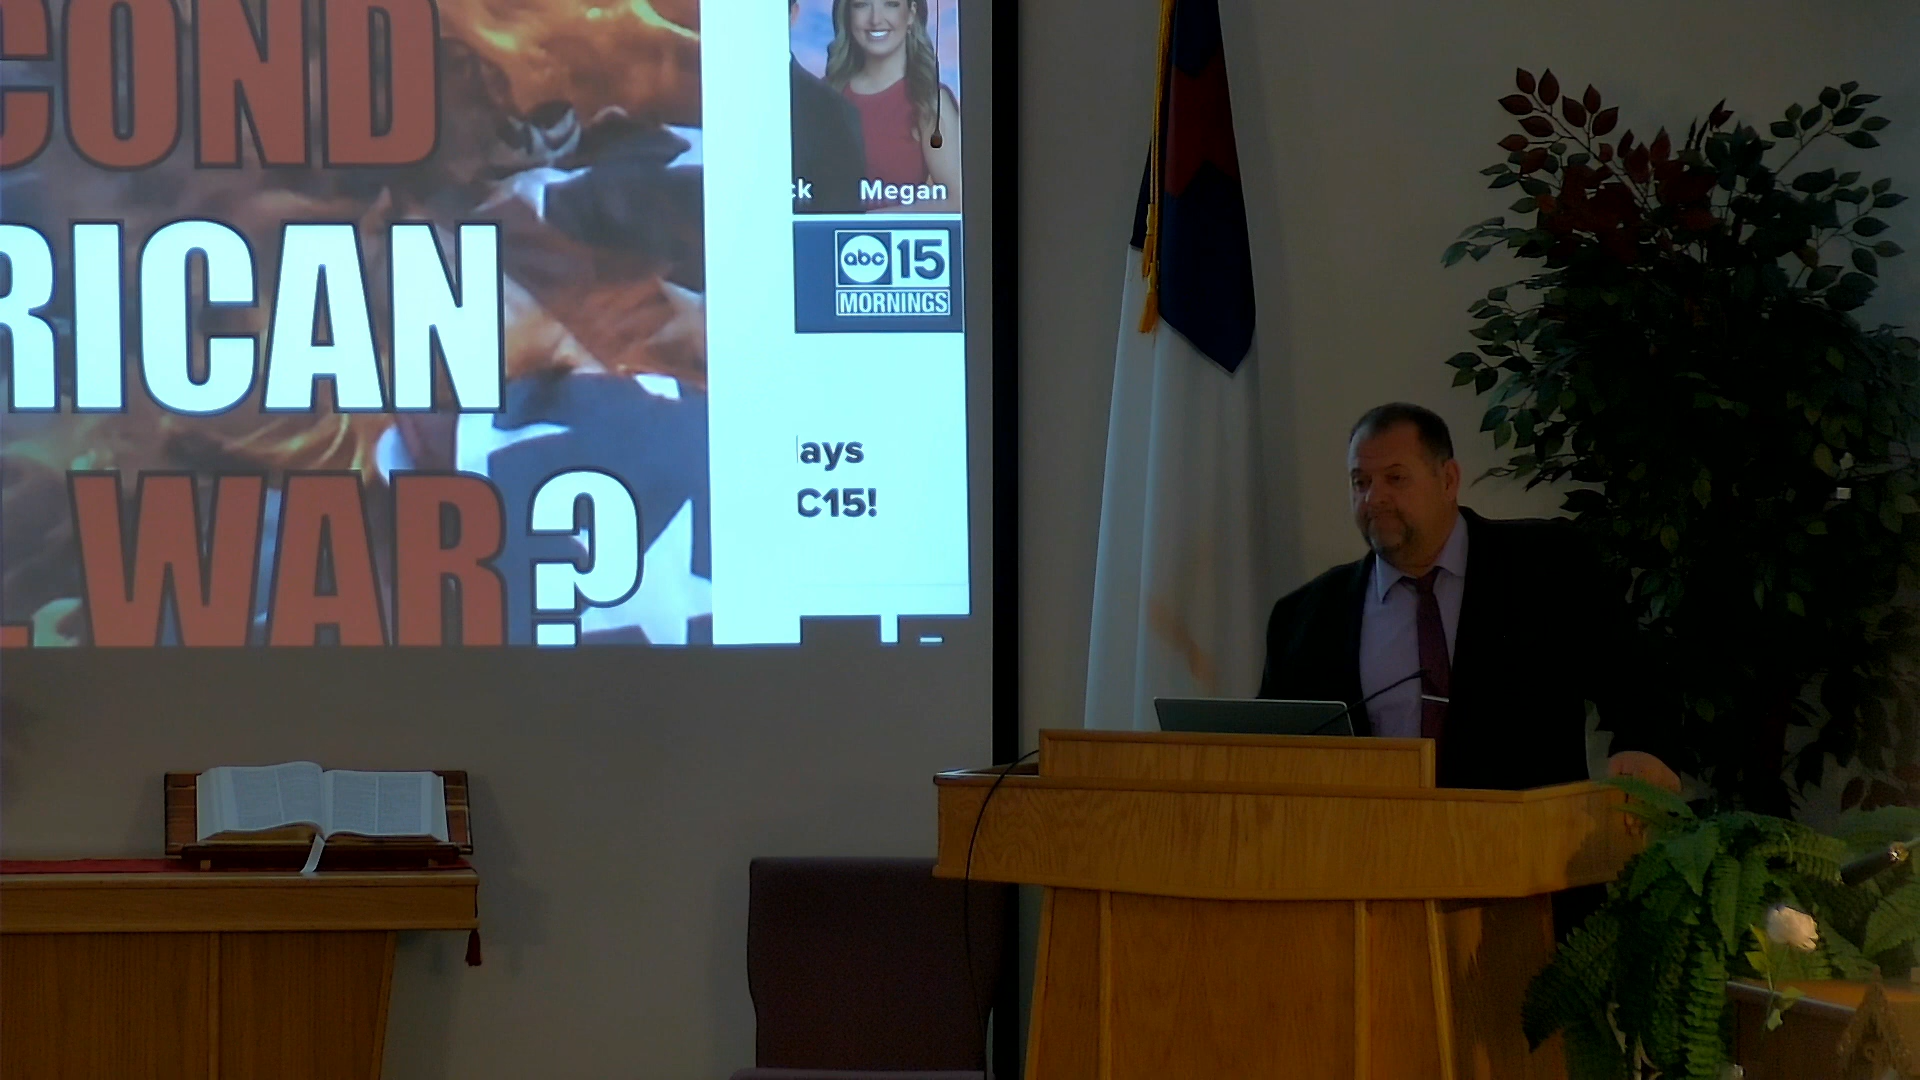 COND
RICAN
WAR?
ck Megan
abc 15
MORNINGS
ays
C15!